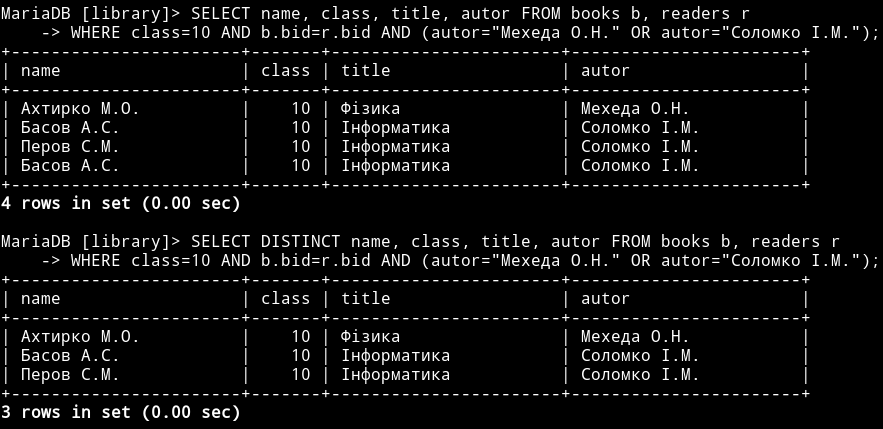 MariaDB [library]> SELECT name, class, title, autor FROM books b, readers r
    -> WHERE class=10 AND b.bid=r.bid AND (autor="Мехеда О.Н." OR autor="Соломко І.М.");
+-----------------------+-------+-----------------------+-----------------------+
| name                  | class | title                 | autor                 |
+-----------------------+-------+-----------------------+-----------------------+
| Ахтирко М.О.          |    10 | Фізика                | Мехеда О.Н.           |
| Басов А.С.            |    10 | Інформатика           | Соломко І.М.          |
| Перов С.М.            |    10 | Інформатика           | Соломко І.М.          |
| Басов А.С.            |    10 | Інформатика           | Соломко І.М.          |
+-----------------------+-------+-----------------------+-----------------------+
4 rows in set (0.00 sec)

MariaDB [library]> SELECT DISTINCT name, class, title, autor FROM books b, readers r
    -> WHERE class=10 AND b.bid=r.bid AND (autor="Мехеда О.Н." OR autor="Соломко І.М.");
+-----------------------+-------+-----------------------+-----------------------+
| name                  | class | title                 | autor                 |
+-----------------------+-------+-----------------------+-----------------------+
| Ахтирко М.О.          |    10 | Фізика                | Мехеда О.Н.           |
| Басов А.С.            |    10 | Інформатика           | Соломко І.М.          |
| Перов С.М.            |    10 | Інформатика           | Соломко І.М.          |
+-----------------------+-------+-----------------------+-----------------------+
3 rows in set (0.00 sec)